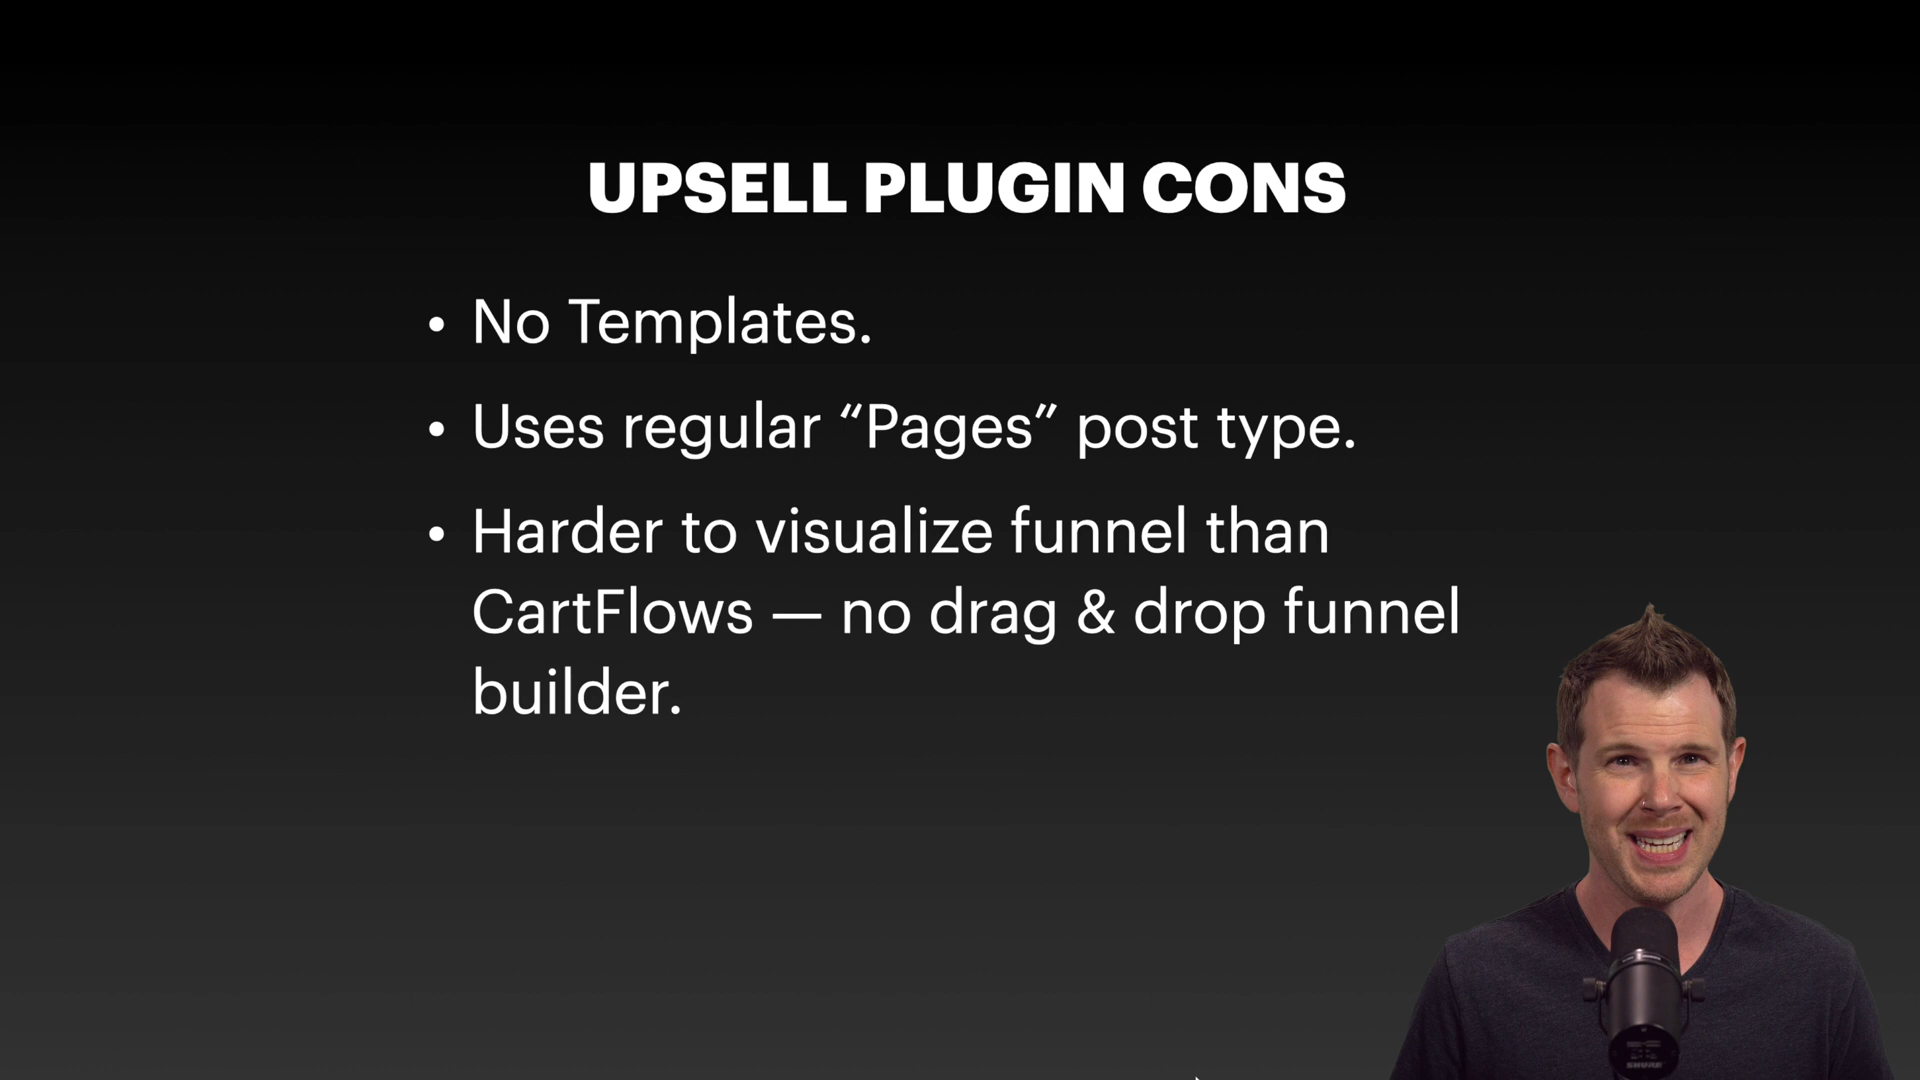 UPSELL PLUGIN CONS
• No Templates.
• Uses regular “Pages” post type.
• Harder to visualize funnel than
CartFlows — no drag & drop funnel
builder.
SHURE